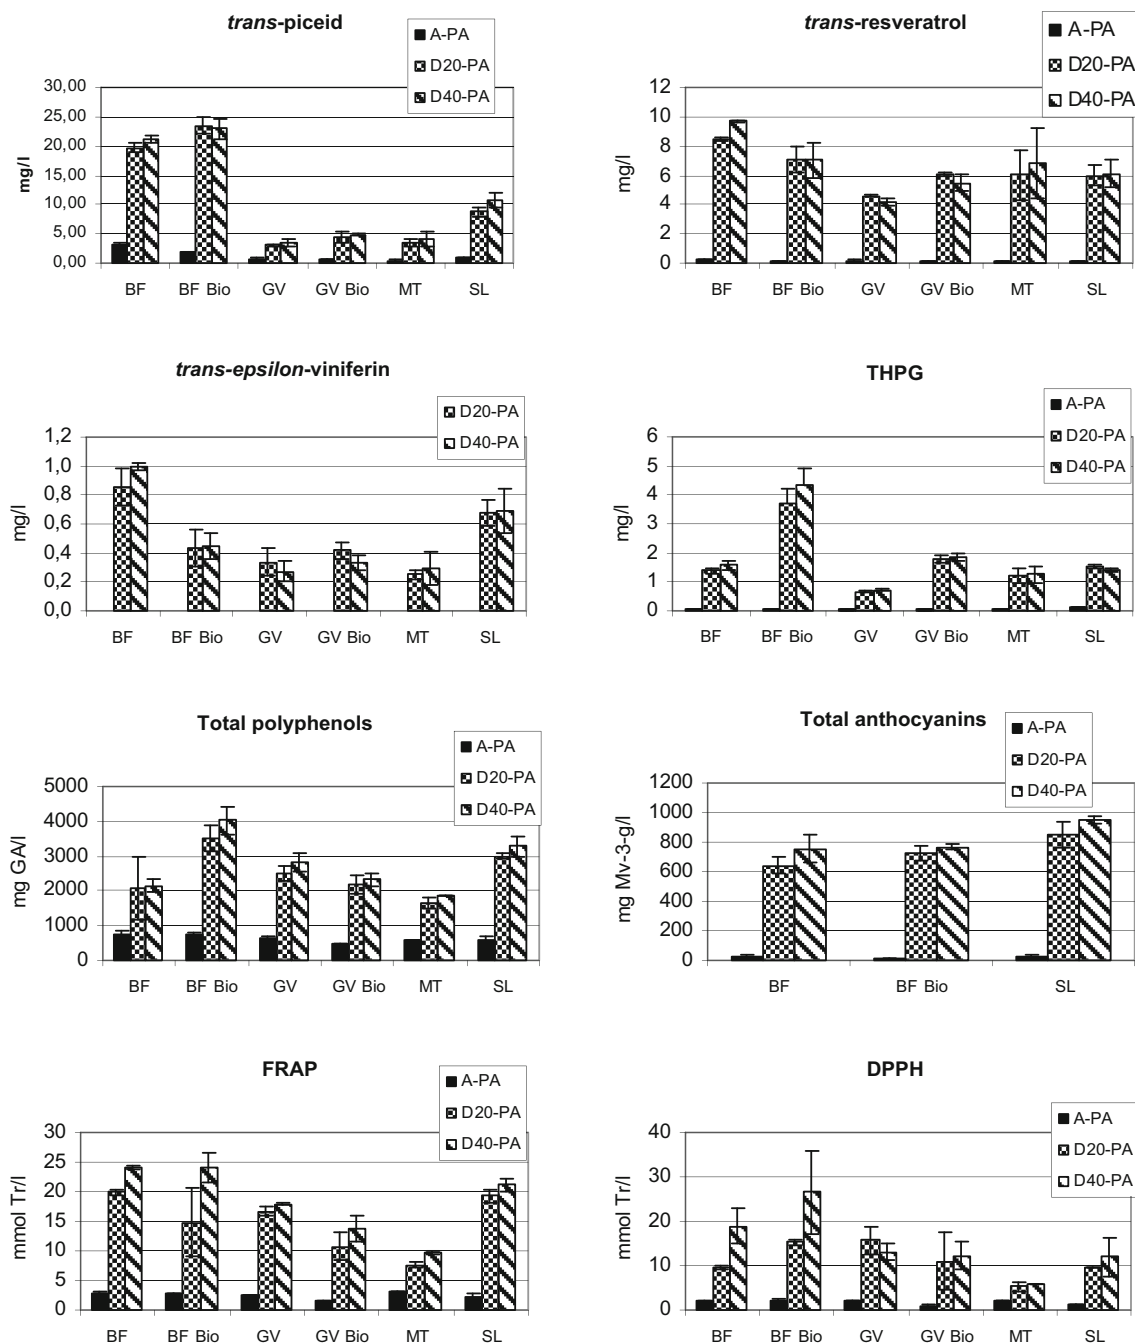 trans-piceid
A-PA
D20-PA
D40-PA
30,00
25,00
20,00
15,00
10,00
5,00
0,00
mg/l
BF BF Bio GV GV Bio MT SL
trans-resveratrol
A-PA
D20-PA
D40-PA
12
10
8
6
4
2
0
mg/l
BF BF Bio GV GV Bio MT SL
trans-epsilon-viniferin
D20-PA
D40-PA
1,2
1,0
0,8
0,6
0,4
0,2
0,0
mg/l
BF BF Bio GV GV Bio MT SL
THPG
A-PA
D20-PA
D40-PA
6
5
4
3
2
1
0
mg/l
BF BF Bio GV GV Bio MT SL
Total polyphenols
A-PA
D20-PA
D40-PA
5000
4000
3000
2000
1000
0
mg GA/l
BF BF Bio GV GV Bio MT SL
Total anthocyanins
A-PA
D20-PA
D40-PA
1200
1000
800
600
400
200
0
mg Mv-3-g/l
BF BF Bio SL
FRAP
A-PA
D20-PA
D40-PA
30
25
20
15
10
5
0
mmol Tr/l
BF BF Bio GV GV Bio MT SL
DPPH
A-PA
D20-PA
D40-PA
40
30
20
10
0
mmol Tr/l
BF BF Bio GV GV Bio MT SL